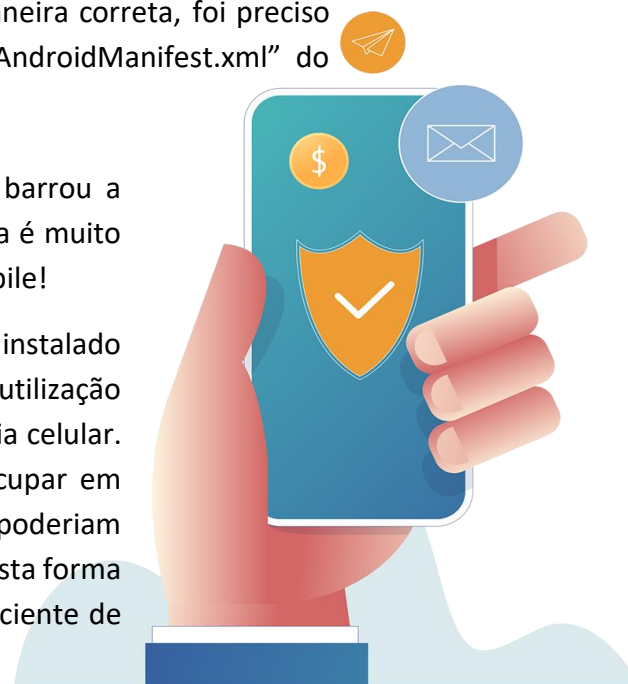 neira correta, foi preciso
AndroidManifest.xml” do
barrou a
a é muito
bile!
instalado
utilização
ia celular.
cupar em
poderiam
sta forma
ciente de
$